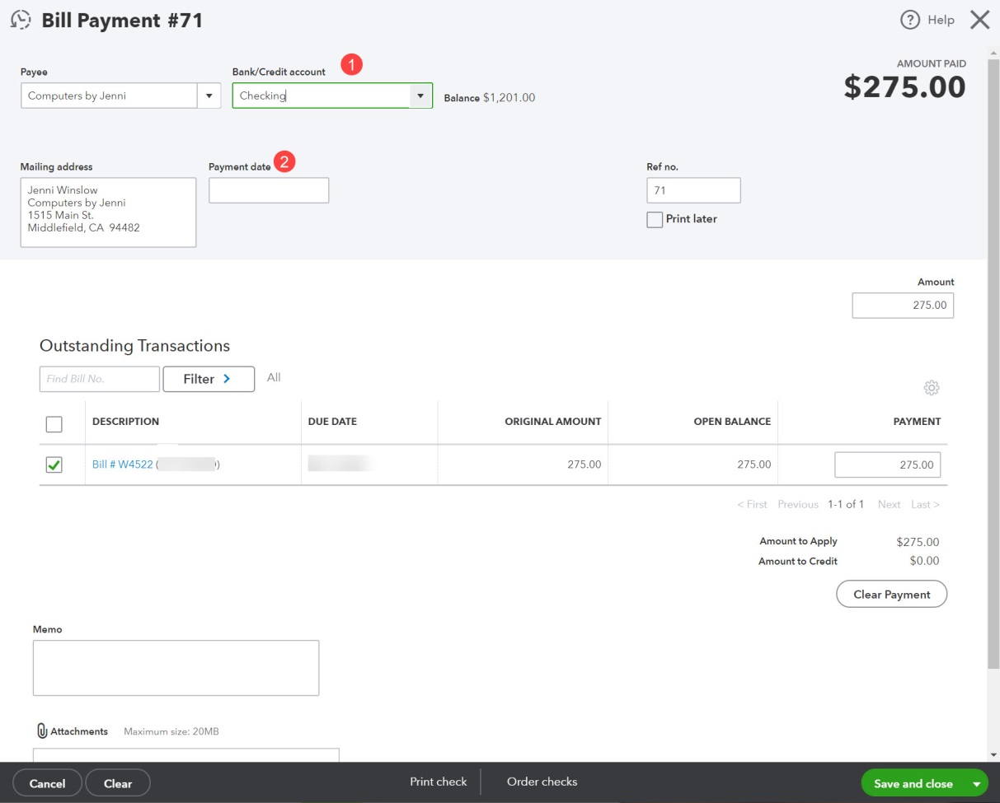 Bill Payment #71
Help
Payee
Bank/Credit account
1
AMOUNT PAID
Computers by Jenni
Checking
Balance $1,201.00
$275.00
Mailing address
Payment date
2
Ref no.
Jenni Winslow
Computers by Jenni
1515 Main St.
Middlefield, CA 94482
71
Print later
Amount
275.00
Outstanding Transactions
Find Bill No.
Filter >
All
DESCRIPTION
DUE DATE
ORIGINAL AMOUNT
OPEN BALANCE
PAYMENT
Bill # W4522 (
)
275.00
275.00
275.00
< First Previous 1-1 of 1 Next Last >
Amount to Apply $275.00
Amount to Credit $0.00
Clear Payment
Memo
Attachments Maximum size: 20MB
Cancel
Clear
Print check
Order checks
Save and close